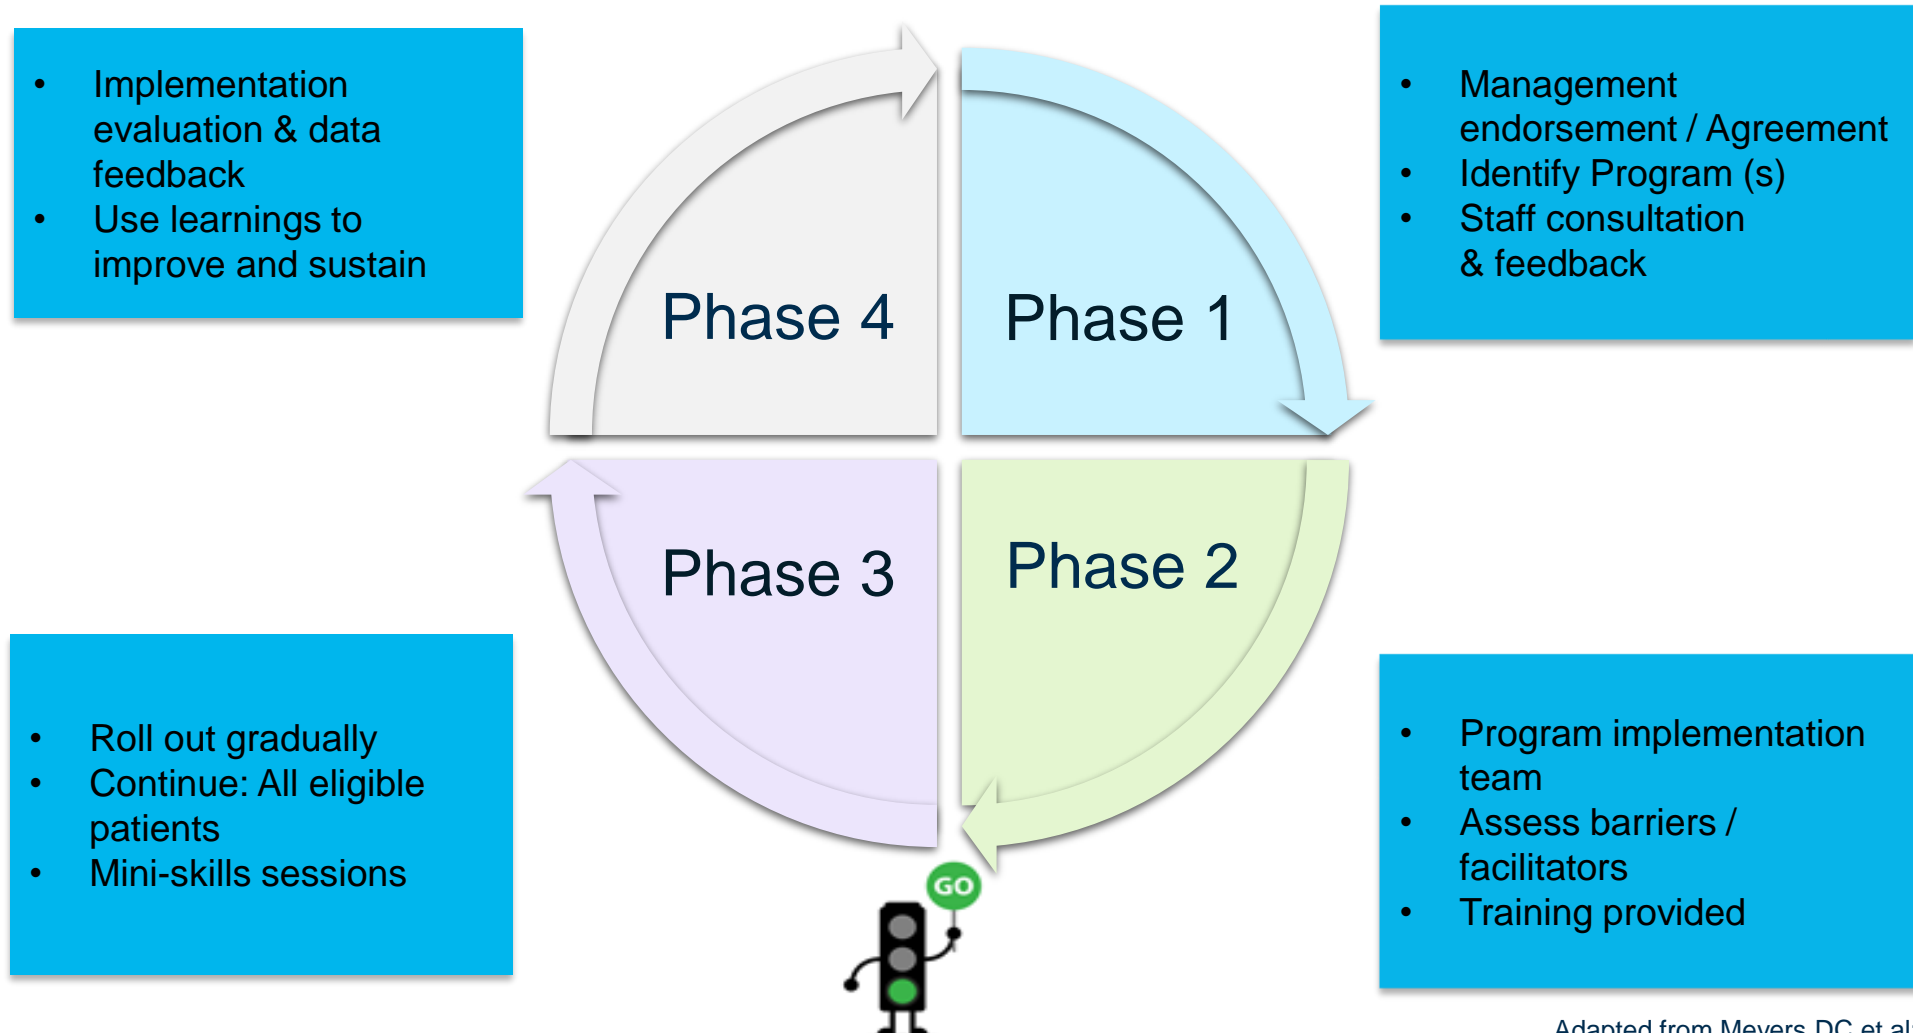 • Implementation
evaluation & data
feedback
• Use learnings to
improve and sustain
• Management
endorsement / Agreement
• Identify Program (s)
• Staff consultation
& feedback
Phase 4
Phase 1
Phase 3
Phase 2
• Roll out gradually
• Continue: All eligible
patients
• Mini-skills sessions
• Program implementation
team
• Assess barriers /
facilitators
• Training provided
GO
Adapted from Meyers DC et al